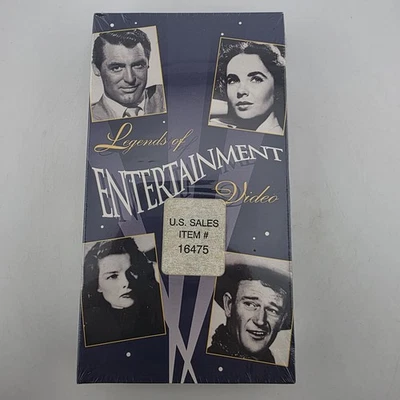 Legends of
ENTERTAINMENT
Video
U.S. SALES
ITEM #
16475